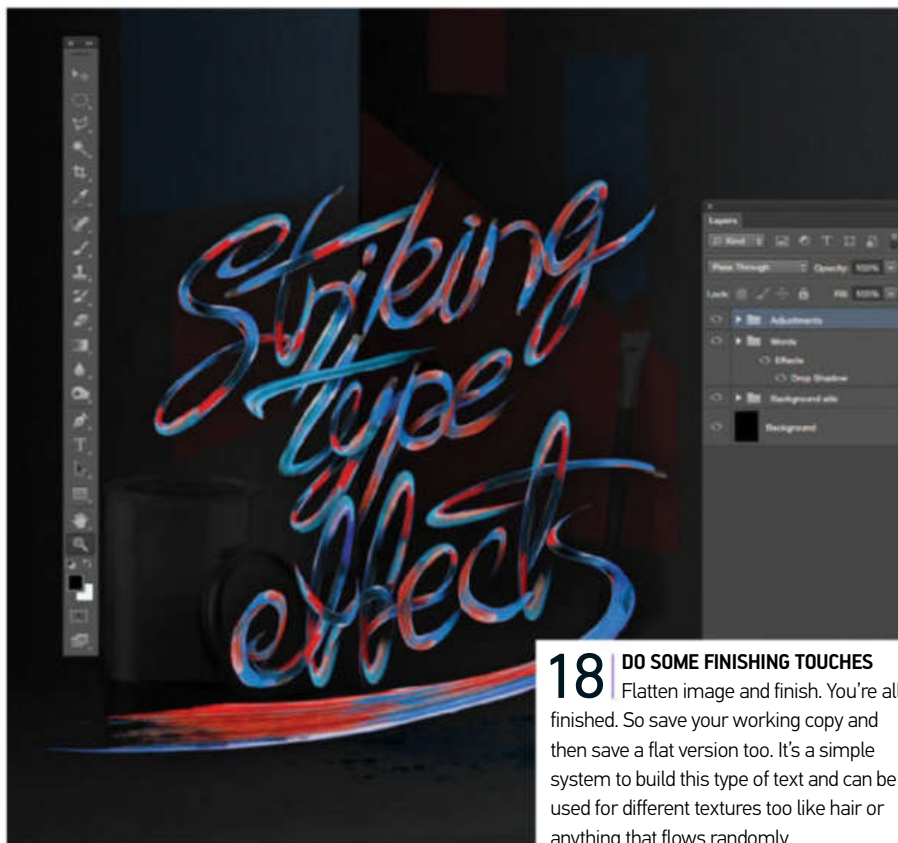 Striking
type
effects
Layers
Kind
Pass Through Opacity: 100%
Lock: Fill: 100%
Adjustments
Words
Effects
Drop Shadow
Background
Background
18 DO SOME FINISHING TOUCHES
Flatten image and finish. You're all
finished. So save your working copy and
then save a flat version too. It's a simple
system to build this type of text and can be
used for different textures too like hair or
anything that flows randomly